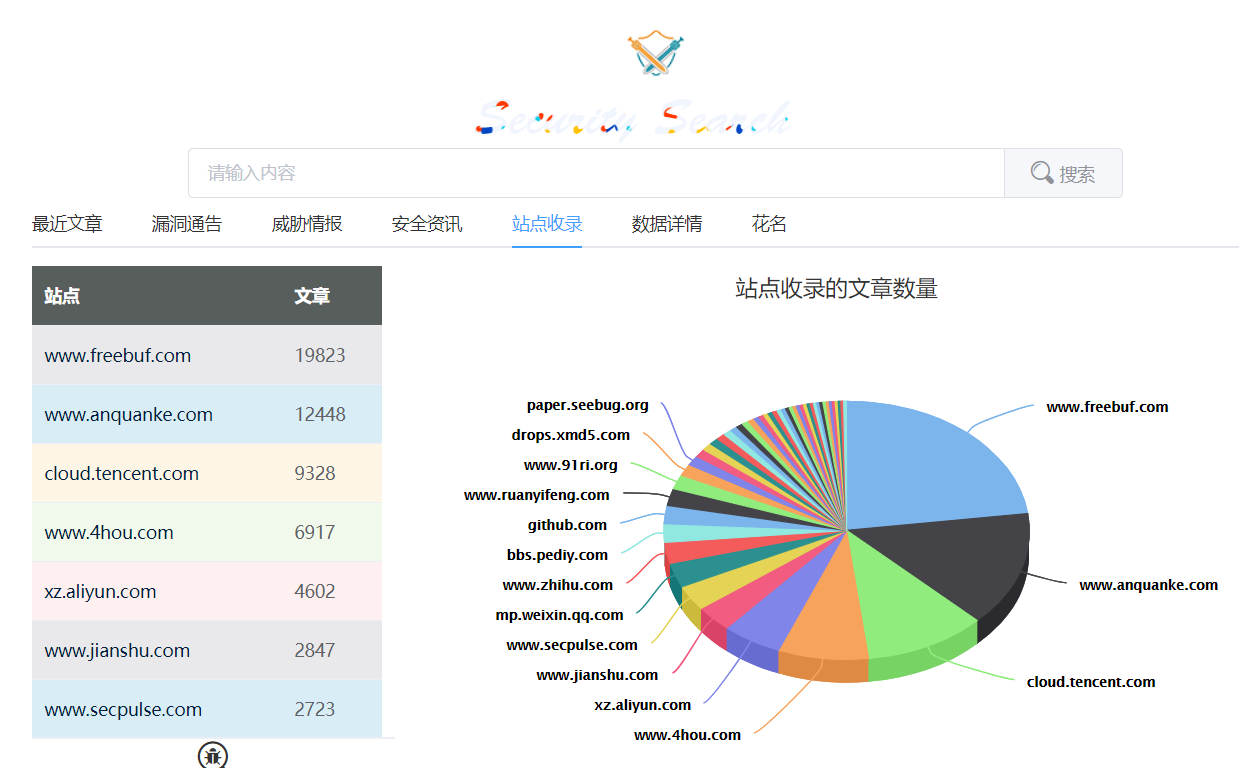 Security Search
请输入内容
搜索
最近文章 漏洞通告 威胁情报 安全资讯 站点收录 数据详情 花名
站点 文章
www.freebuf.com 19823
www.anquanke.com 12448
cloud.tencent.com 9328
www.4hou.com 6917
xz.aliyun.com 4602
www.jianshu.com 2847
www.secpulse.com 2723
站点收录的文章数量
paper.seebug.org
drops.xmd5.com
www.91ri.org
www.ruanyifeng.com
github.com
bbs.pediy.com
www.zhihu.com
mp.weixin.qq.com
www.secpulse.com
www.jianshu.com
xz.aliyun.com
www.4hou.com
www.freebuf.com
www.anquanke.com
cloud.tencent.com